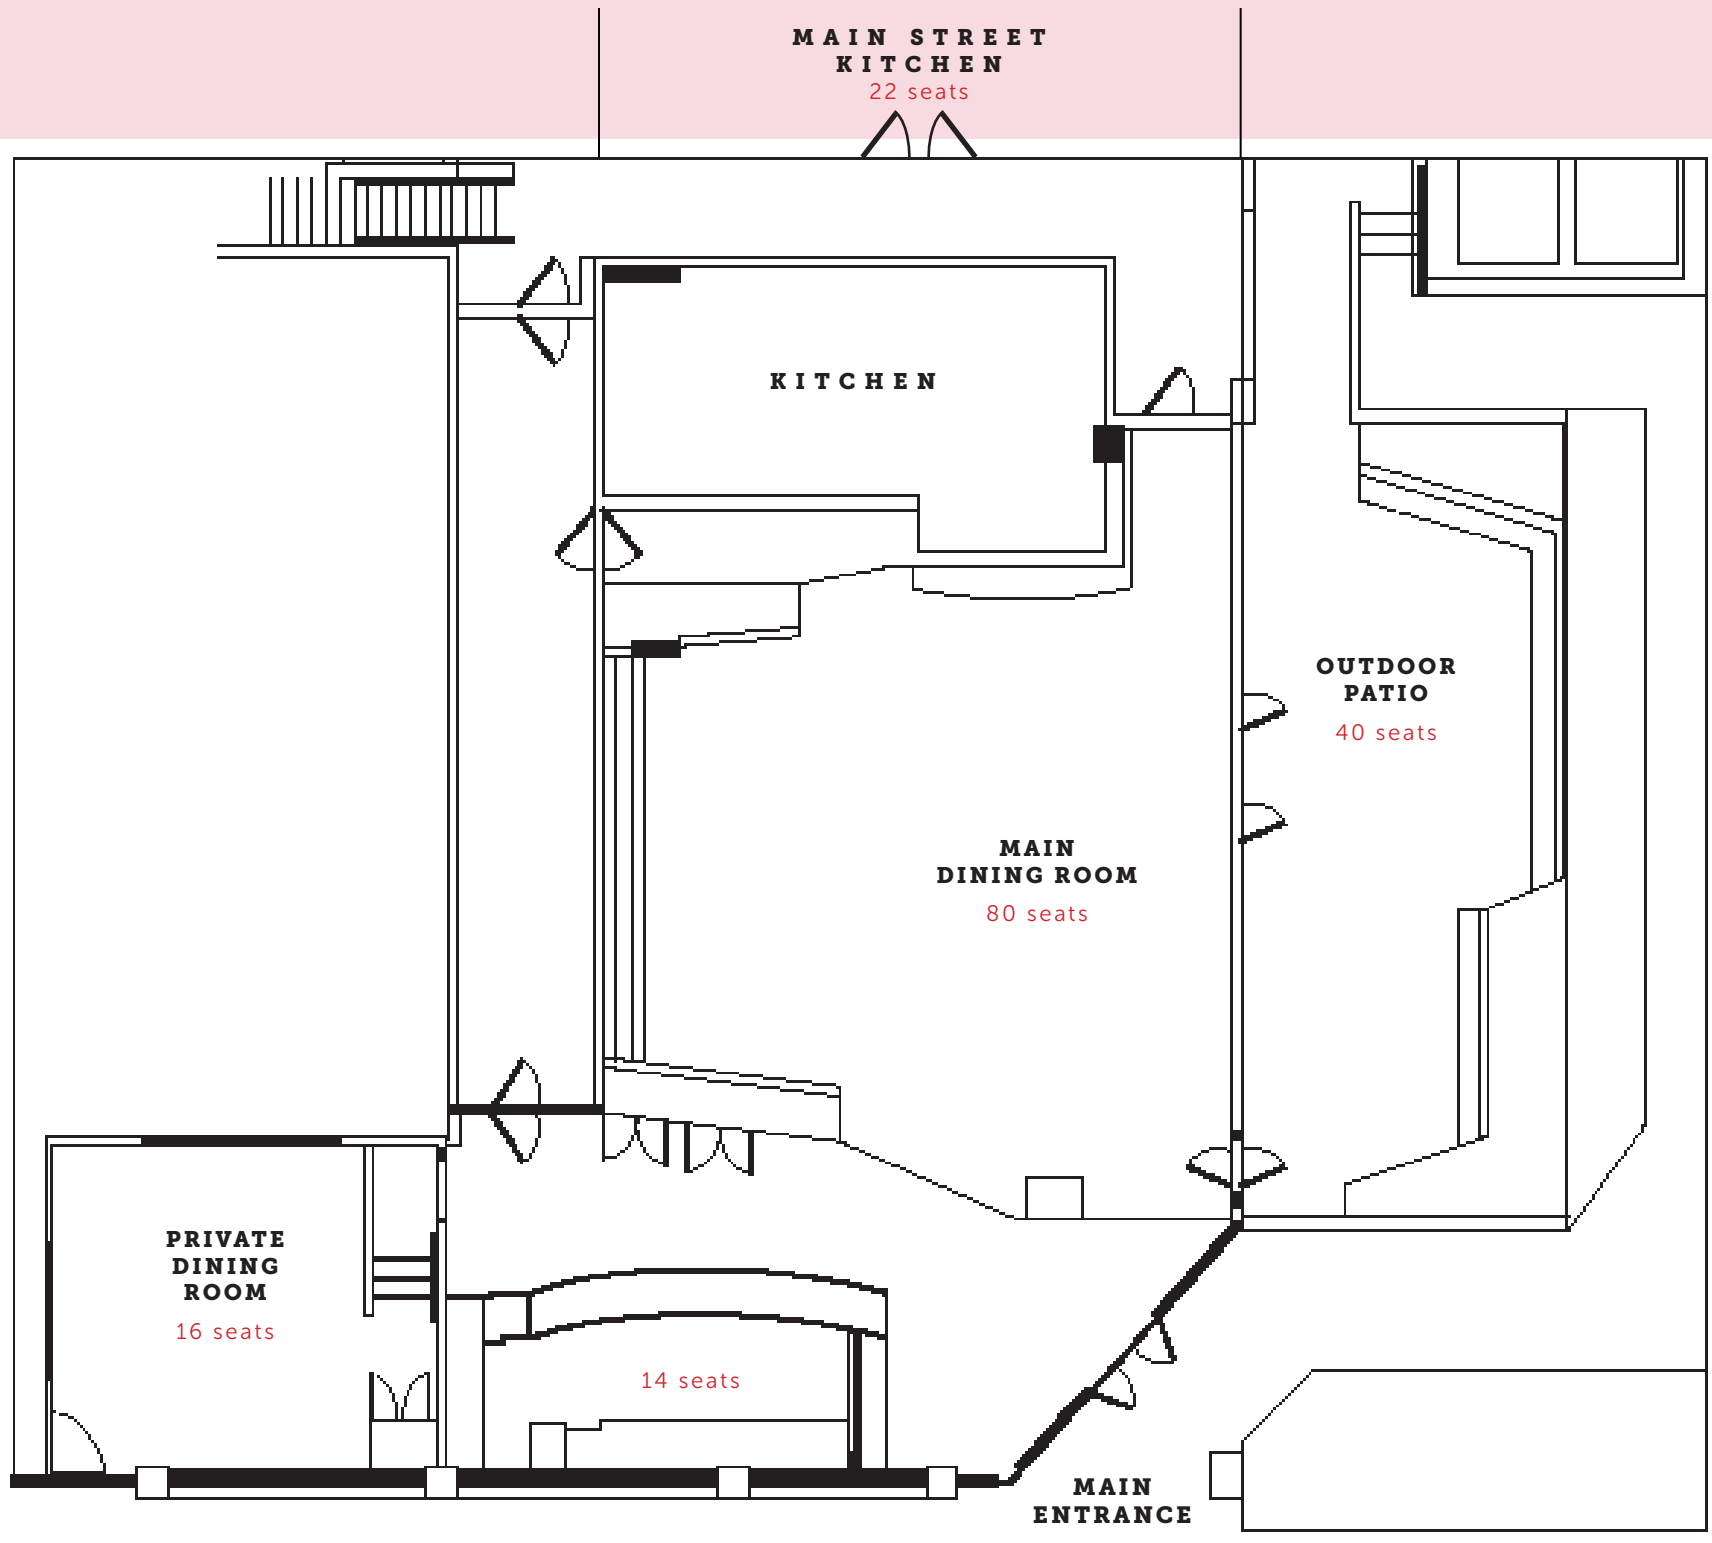 MAIN STREET
KITCHEN
22 seats
KITCHEN
OUTDOOR
PATIO
40 seats
MAIN
DINING ROOM
80 seats
PRIVATE
DINING
ROOM
16 seats
14 seats
MAIN
ENTRANCE